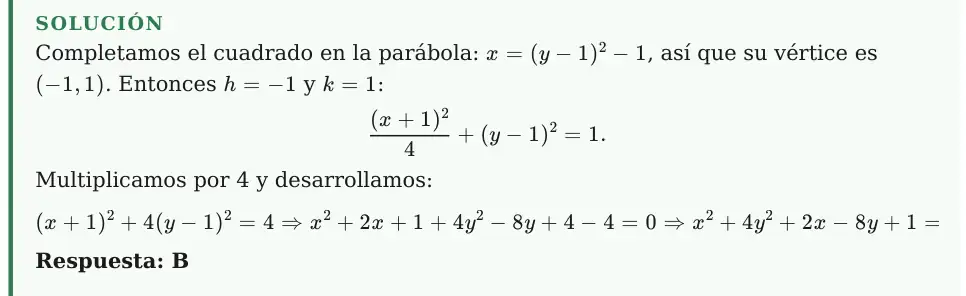 SOLUCIÓN
Completamos el cuadrado en la parábola: x = (y − 1)² − 1, así que su vértice es
(−1, 1). Entonces h = −1 y k = 1:
(x + 1)²/4 + (y − 1)² = 1.
Multiplicamos por 4 y desarrollamos:
(x + 1)² + 4(y − 1)² = 4 ⇒ x² + 2x + 1 + 4y² − 8y + 4 − 4 = 0 ⇒ x² + 4y² + 2x − 8y + 1 =
Respuesta: B